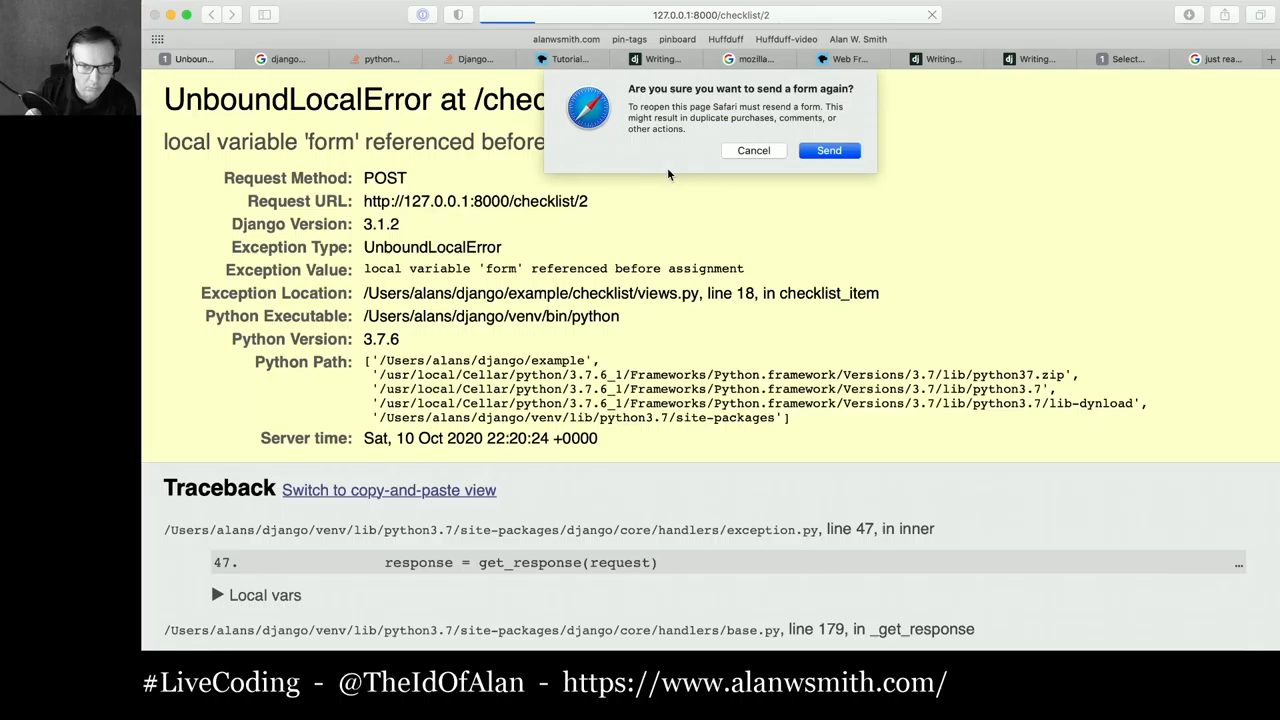 127.0.0.1:8000/checklist/2
alanwsmith.com pin-tags pinboard Huffduff Huffduff-video Alan W. Smith
1 Unboun... django... python... Django... Tutorial... Writing... mozilla... Web Fr... Writing... Writing... 1 Select... just rea...
UnboundLocalError at /chec
local variable 'form' referenced before
Are you sure you want to send a form again?
To reopen this page Safari must resend a form. This
might result in duplicate purchases, comments, or
other actions.
Cancel Send
Request Method: POST
Request URL: http://127.0.0.1:8000/checklist/2
Django Version: 3.1.2
Exception Type: UnboundLocalError
Exception Value: local variable 'form' referenced before assignment
Exception Location: /Users/alans/django/example/checklist/views.py, line 18, in checklist_item
Python Executable: /Users/alans/django/venv/bin/python
Python Version: 3.7.6
Python Path: ['/Users/alans/django/example',
'/usr/local/Cellar/python/3.7.6_1/Frameworks/Python.framework/Versions/3.7/lib/python37.zip',
'/usr/local/Cellar/python/3.7.6_1/Frameworks/Python.framework/Versions/3.7/lib/python3.7',
'/usr/local/Cellar/python/3.7.6_1/Frameworks/Python.framework/Versions/3.7/lib/python3.7/lib-dynload',
'/Users/alans/django/venv/lib/python3.7/site-packages']
Server time: Sat, 10 Oct 2020 22:20:24 +0000
Traceback Switch to copy-and-paste view
/Users/alans/django/venv/lib/python3.7/site-packages/django/core/handlers/exception.py, line 47, in inner
47. response = get_response(request) …
▶ Local vars
/Users/alans/django/venv/lib/python3.7/site-packages/django/core/handlers/base.py, line 179, in _get_response
#LiveCoding - @TheIdOfAlan - https://www.alanwsmith.com/